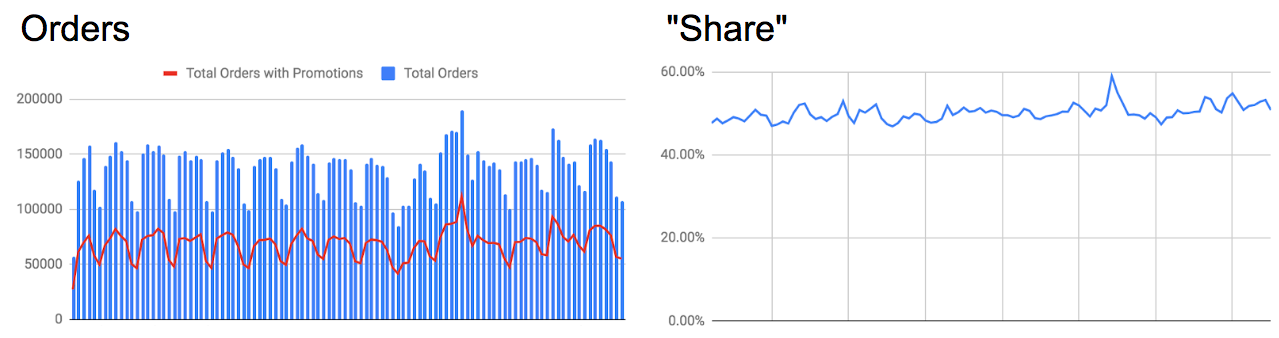 Orders
Total Orders with Promotions
Total Orders
200000
150000
100000
50000
0
"Share"
60.00%
40.00%
20.00%
0.00%